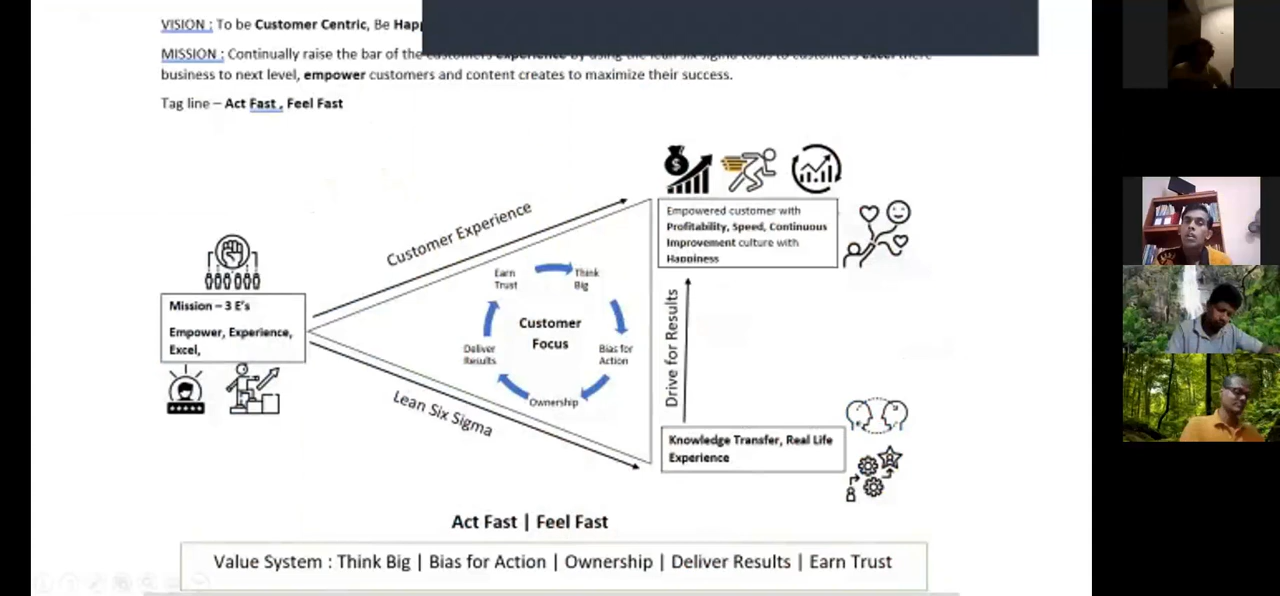 VISION : To be Customer Centric, Be Hap
MISSION : Continually raise the bar of the customers experience by using the lean six sigma tools to customers excel there
business to next level, empower customers and content creates to maximize their success.
Tag line – Act Fast , Feel Fast
Customer Experience
Empowered customer with
Profitability, Speed, Continuous
Improvement culture with
Happiness
Earn
Trust
Think
Big
Mission – 3 E's
Empower, Experience,
Excel,
Customer
Focus
Deliver
Results
Bias for
Action
Ownership
Drive for Results
Lean Six Sigma
Knowledge Transfer, Real Life
Experience
Act Fast | Feel Fast
Value System : Think Big | Bias for Action | Ownership | Deliver Results | Earn Trust